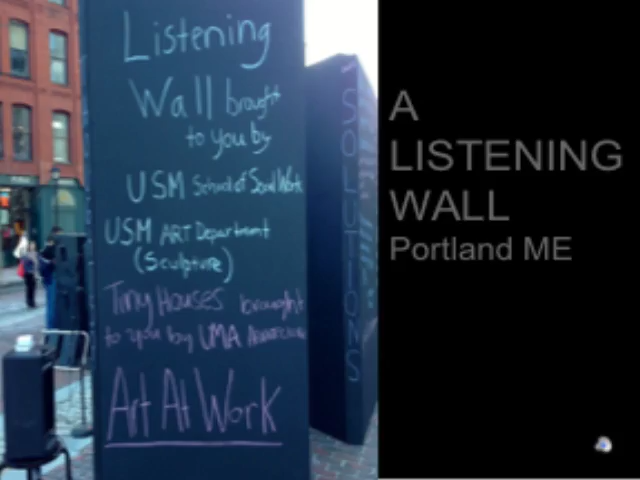 Listening
Wall brought
to you by
USM School of Social Work
USM ART Department
(Sculpture)
Tiny Houses brought
to you by UMA Architecture
Art At Work
SOLUTIONS
A
LISTENING
WALL
Portland ME